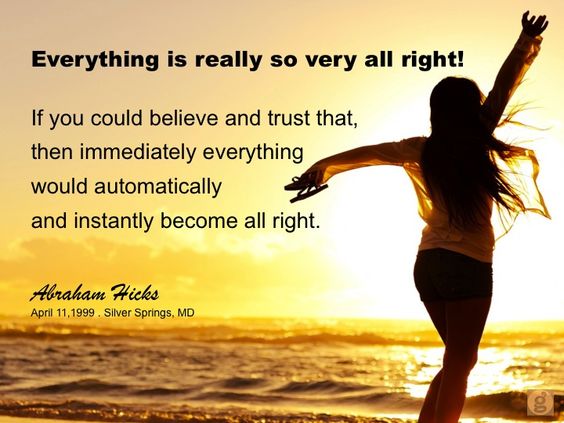 Everything is really so very all right!
If you could believe and trust that,
then immediately everything
would automatically
and instantly become all right.
Abraham Hicks
April 11,1999 . Silver Springs, MD
g